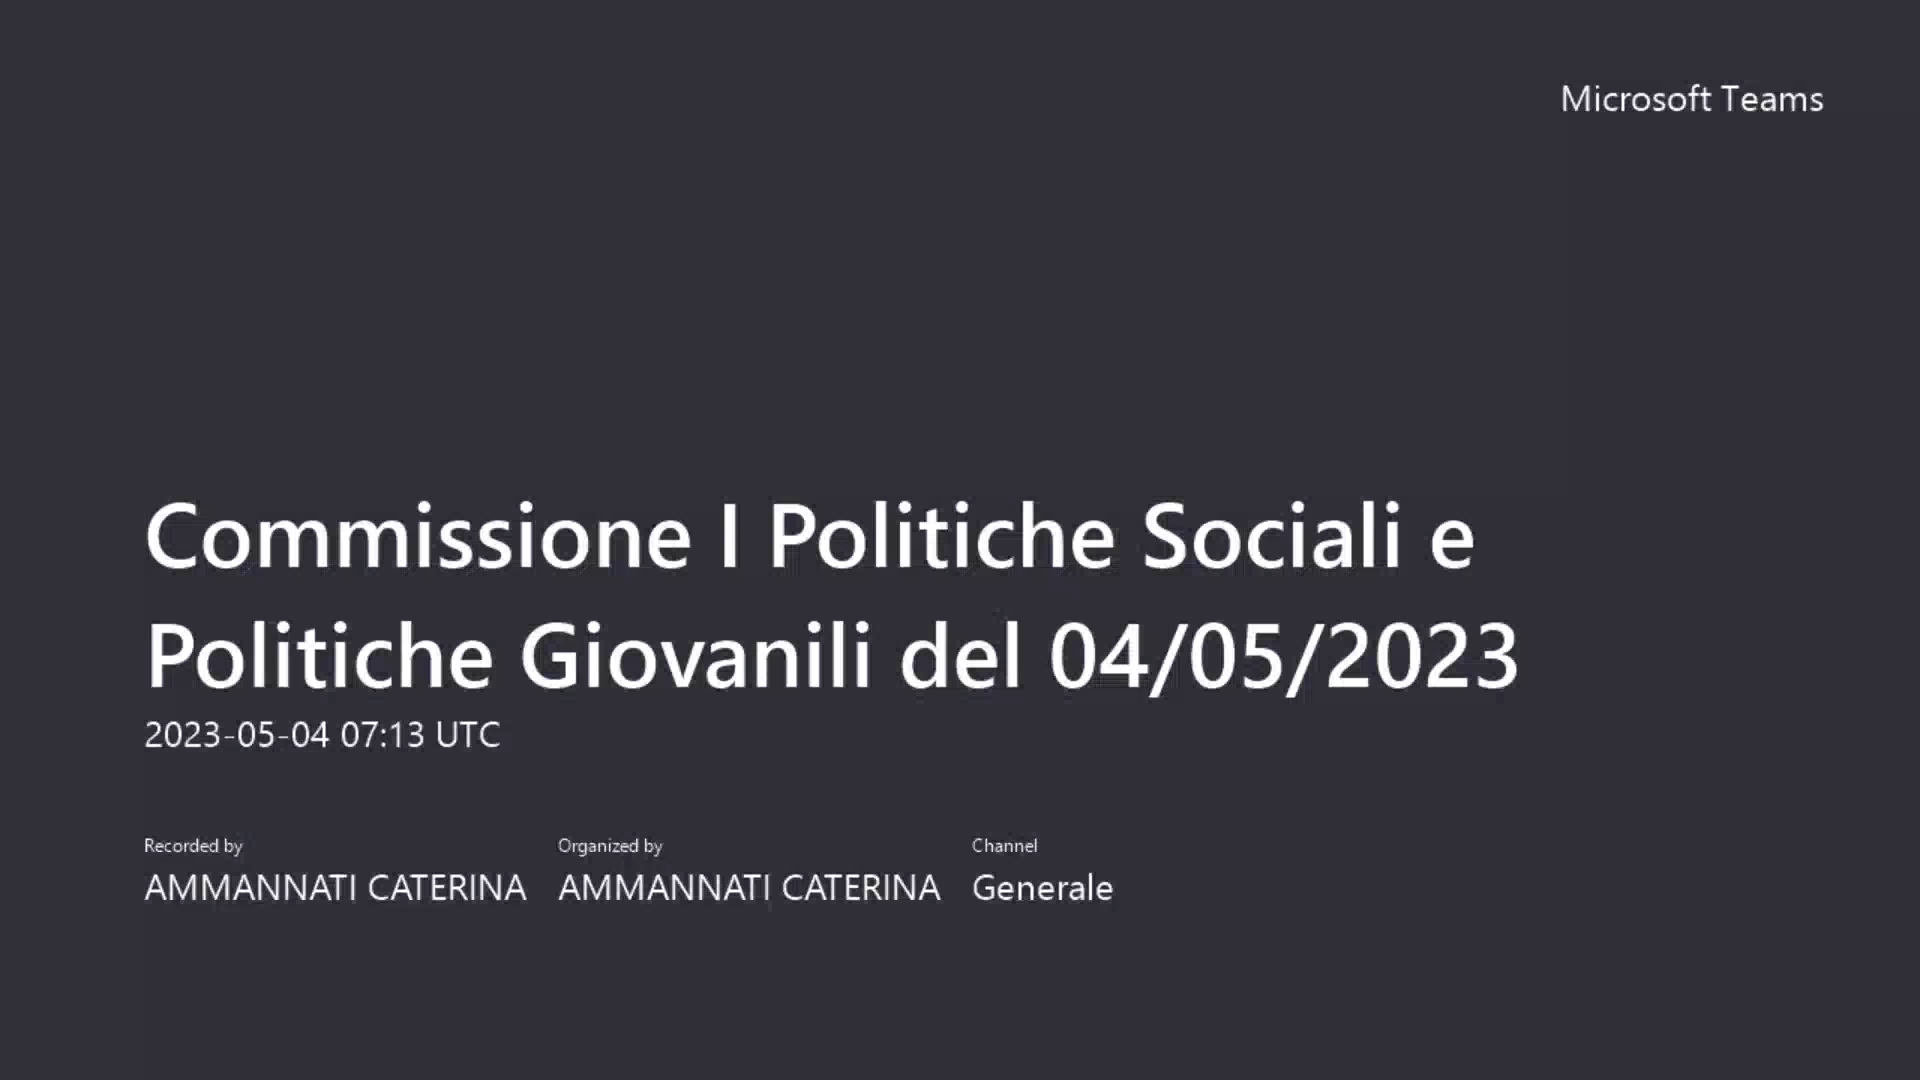 Microsoft Teams
Commissione I Politiche Sociali e
Politiche Giovanili del 04/05/2023
2023-05-04 07:13 UTC
Recorded by
AMMANNATI CATERINA
Organized by
AMMANNATI CATERINA
Channel
Generale